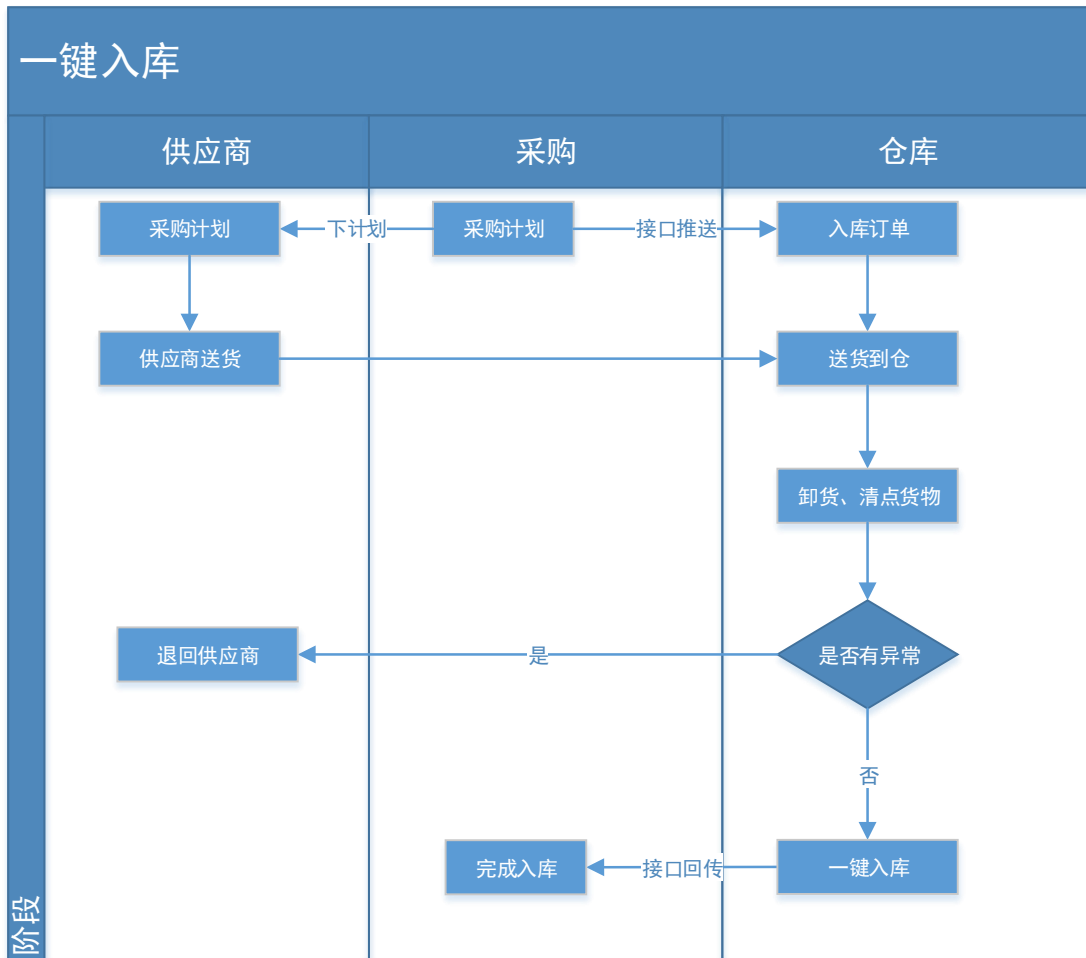 一键入库
供应商
采购
仓库
采购计划
下计划
采购计划
接口推送
入库订单
供应商送货
送货到仓
卸货、清点货物
退回供应商
是
是否有异常
否
完成入库
接口回传
一键入库
阶段